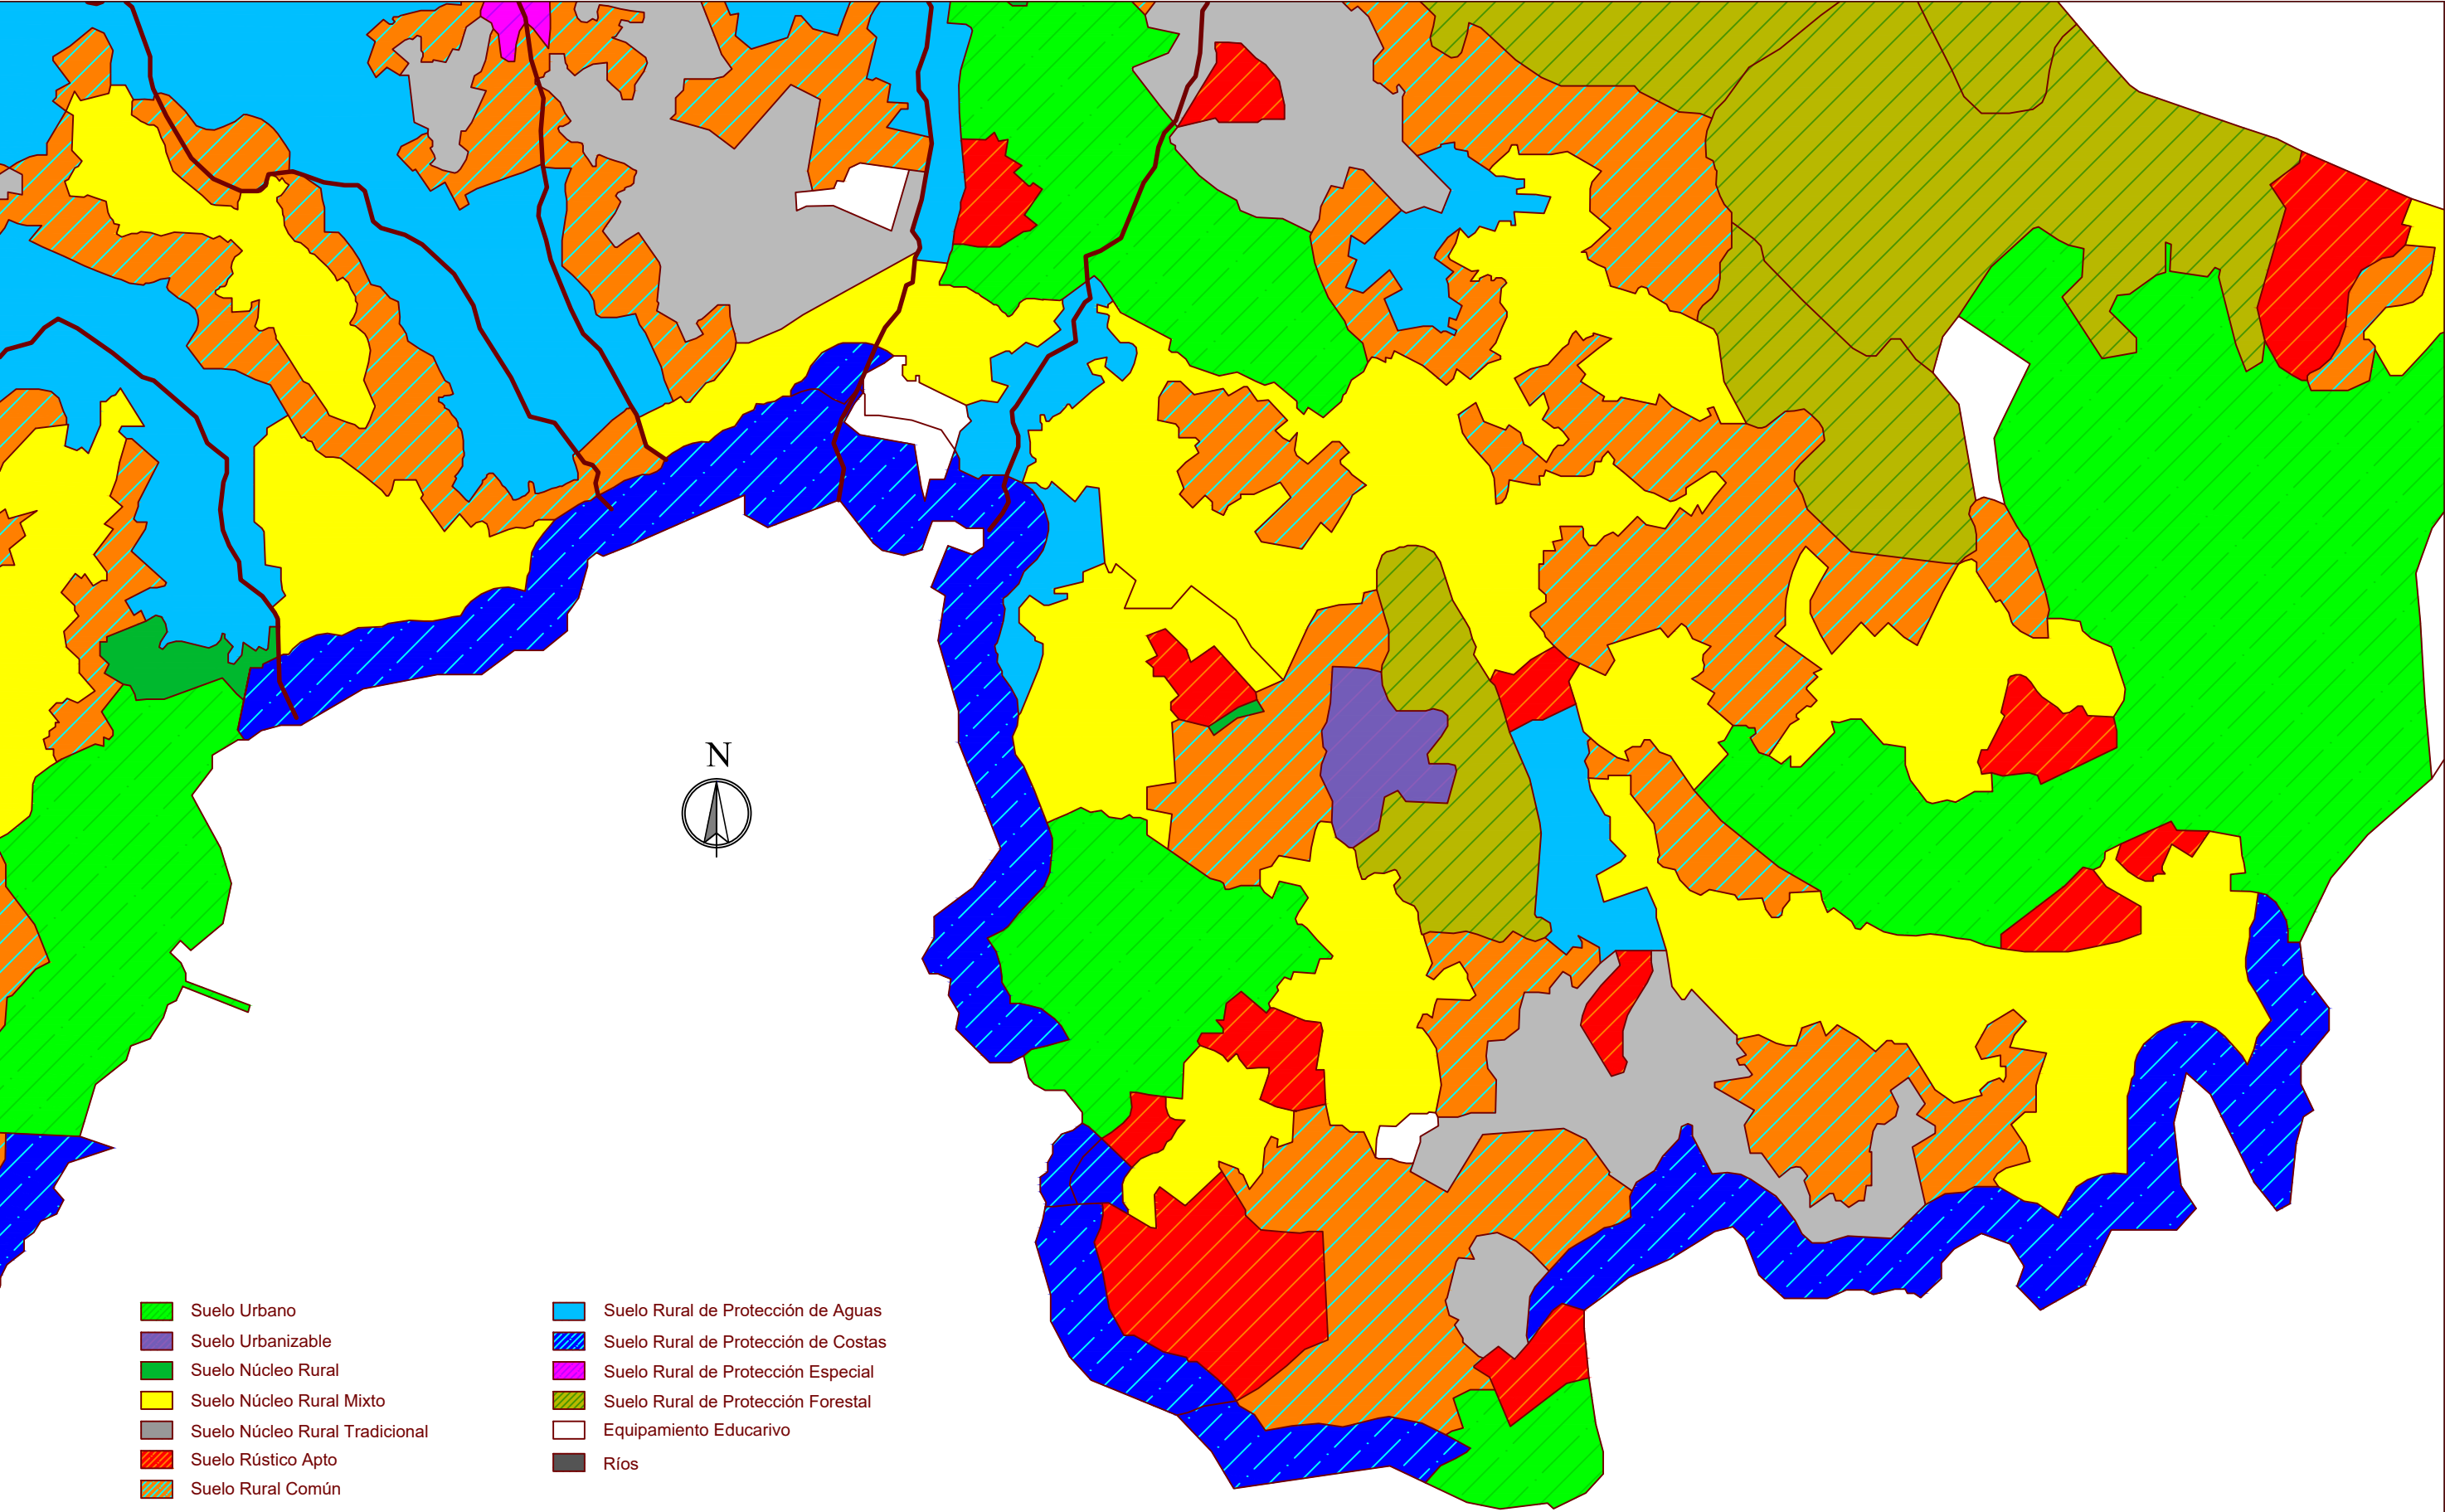 N
Suelo Urbano
Suelo Urbanizable
Suelo Núcleo Rural
Suelo Núcleo Rural Mixto
Suelo Núcleo Rural Tradicional
Suelo Rústico Apto
Suelo Rural Común
Suelo Rural de Protección de Aguas
Suelo Rural de Protección de Costas
Suelo Rural de Protección Especial
Suelo Rural de Protección Forestal
Equipamiento Educarivo
Ríos